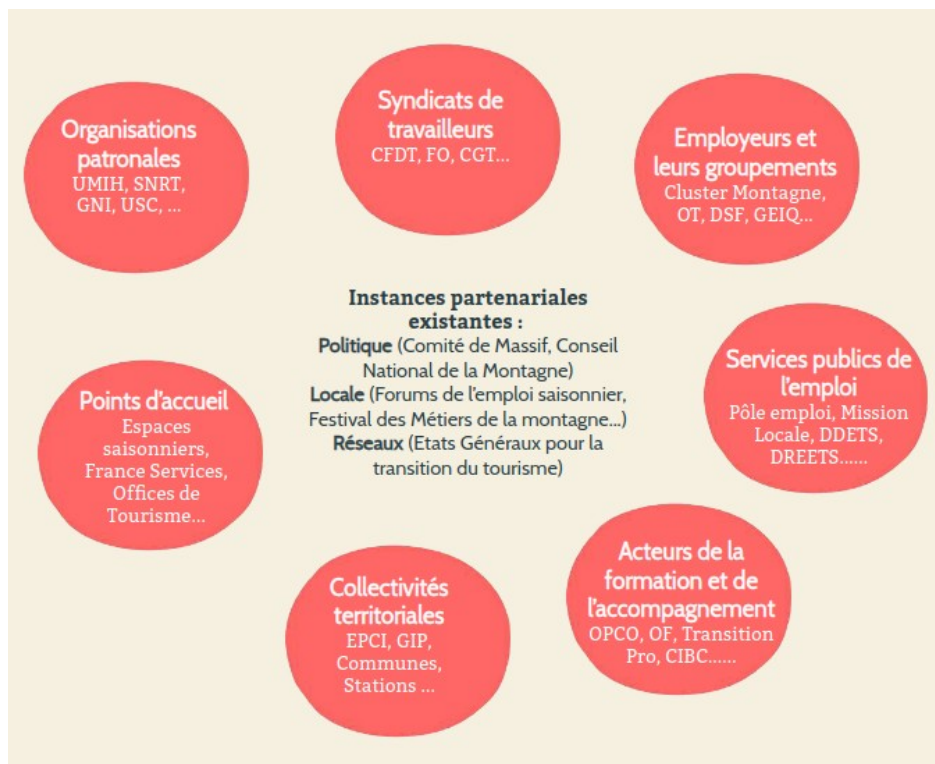 Organisations
patronales
UMIH, SNRT,
GNI, USC, ...
Syndicats de
travailleurs
CFDT, FO, CGT...
Employeurs et
leurs groupements
Cluster Montagne,
OT, DSF, GEIQ...
Instances partenariales
existantes :
Politique (Comité de Massif, Conseil
National de la Montagne)
Locale (Forums de l'emploi saisonnier,
Festival des Métiers de la montagne...)
Réseaux (Etats Généraux pour la
transition du tourisme)
Services publics de
l'emploi
Pôle emploi, Mission
Locale, DDETS,
DREETS......
Points d'accueil
Espaces
saisonniers,
France Services,
Offices de
Tourisme...
Collectivités
territoriales
EPCI, GIP,
Communes,
Stations ...
Acteurs de la
formation et de
l'accompagnement
OPCO, OF, Transition
Pro, CIBC......